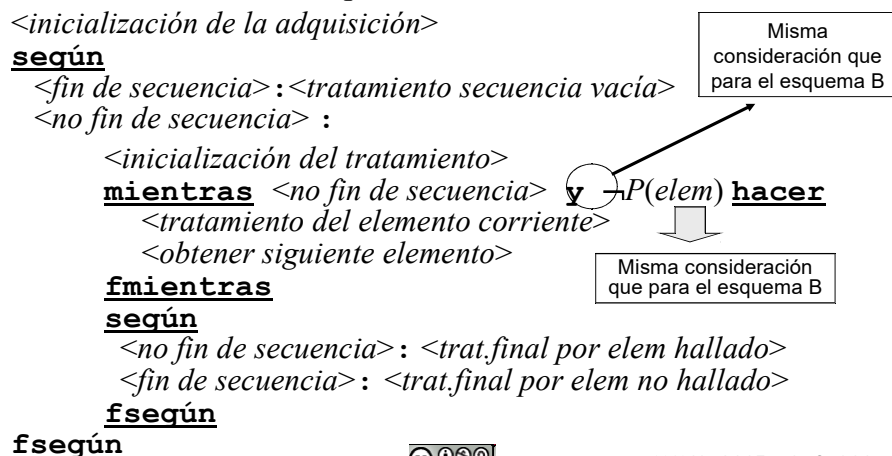 <inicialización de la adquisición>
según
<fin de secuencia>:<tratamiento secuencia vacía>
<no fin de secuencia> :
<inicialización del tratamiento>
mientras <no fin de secuencia> y ¬P(elem) hacer
<tratamiento del elemento corriente>
<obtener siguiente elemento>
fmientras
según
<no fin de secuencia>: <trat.final por elem hallado>
<fin de secuencia>: <trat.final por elem no hallado>
fsegún
fsegún
Misma
consideración que
para el esquema B
Misma consideración
que para el esquema B